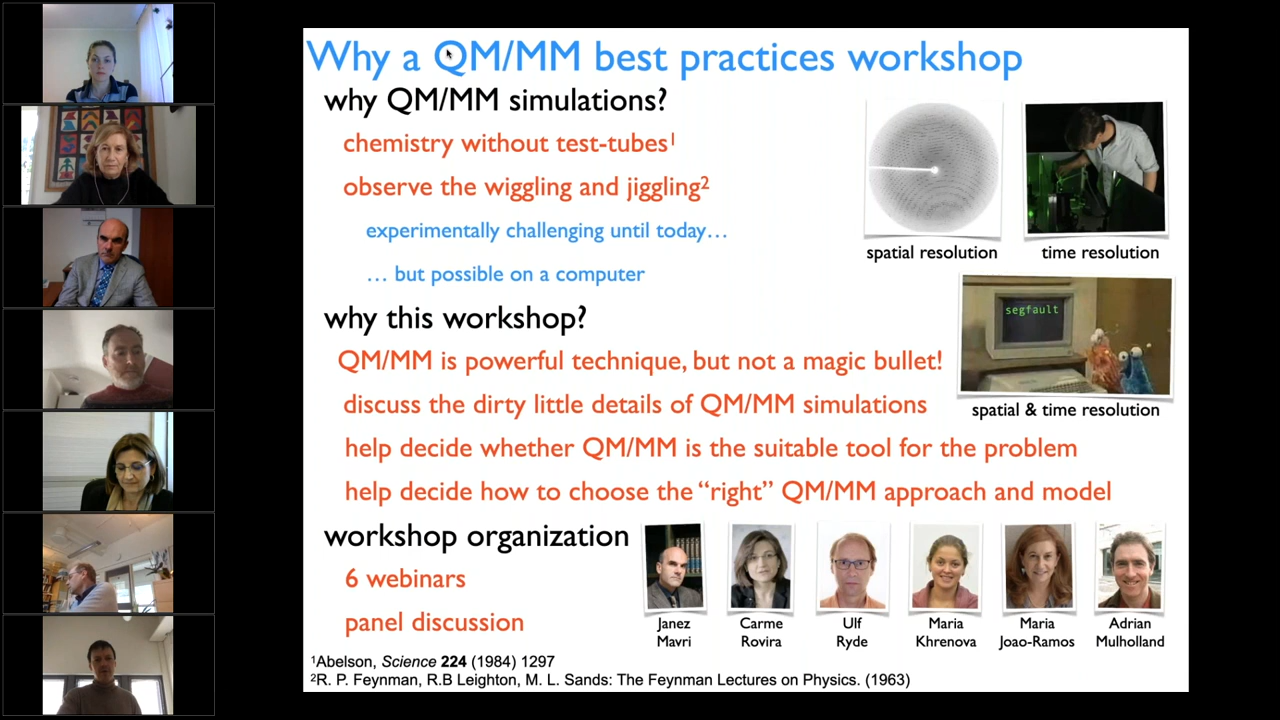 Why a QM/MM best practices workshop
why QM/MM simulations?
chemistry without test-tubes¹
observe the wiggling and jiggling²
experimentally challenging until today…
… but possible on a computer
spatial resolution
time resolution
why this workshop?
segfault
QM/MM is powerful technique, but not a magic bullet!
discuss the dirty little details of QM/MM simulations
spatial & time resolution
help decide whether QM/MM is the suitable tool for the problem
help decide how to choose the “right” QM/MM approach and model
workshop organization
6 webinars
panel discussion
Janez
Mavri
Carme
Rovira
Ulf
Ryde
Maria
Khrenova
Maria
Joao-Ramos
Adrian
Mulholland
¹Abelson, Science 224 (1984) 1297
²R. P. Feynman, R.B Leighton, M. L. Sands: The Feynman Lectures on Physics. (1963)